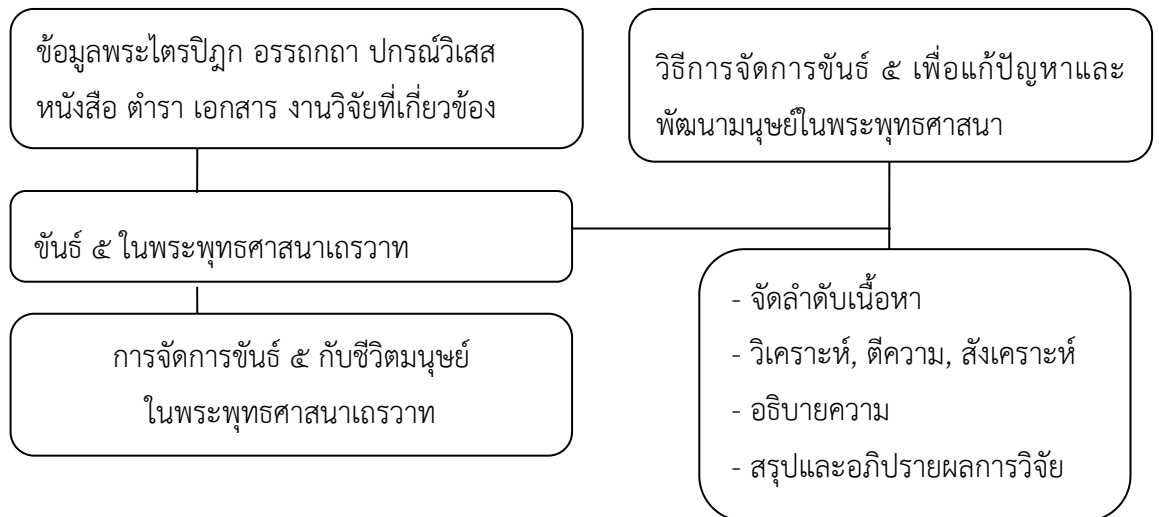 ข้อมูลพระไตรปิฎก อรรถกถา ปกรณ์วิเสส
หนังสือ ตำรา เอกสาร งานวิจัยที่เกี่ยวข้อง
ขันธ์ ๕ ในพระพุทธศาสนาเถรวาท
การจัดการขันธ์ ๕ กับชีวิตมนุษย์
ในพระพุทธศาสนาเถรวาท
วิธีการจัดการขันธ์ ๕ เพื่อแก้ปัญหาและ
พัฒนามนุษย์ในพระพุทธศาสนา
- จัดลำดับเนื้อหา
- วิเคราะห์, ตีความ, สังเคราะห์
- อธิบายความ
- สรุปและอภิปรายผลการวิจัย